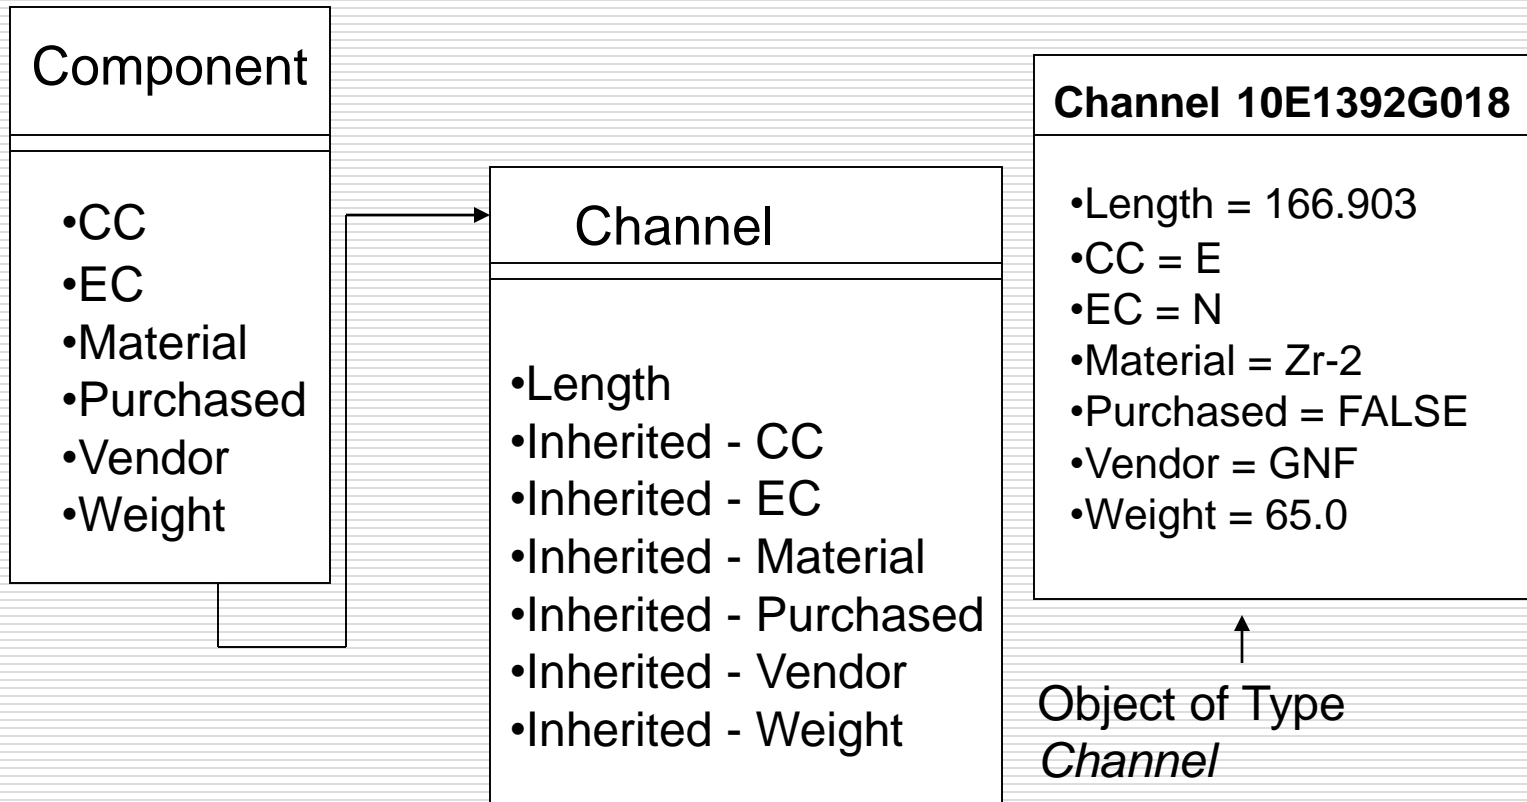 Component
•CC
•EC
•Material
•Purchased
•Vendor
•Weight
Channel
•Length
•Inherited - CC
•Inherited - EC
•Inherited - Material
•Inherited - Purchased
•Inherited - Vendor
•Inherited - Weight
Channel 10E1392G018
•Length = 166.903
•CC = E
•EC = N
•Material = Zr-2
•Purchased = FALSE
•Vendor = GNF
•Weight = 65.0
Object of Type
Channel